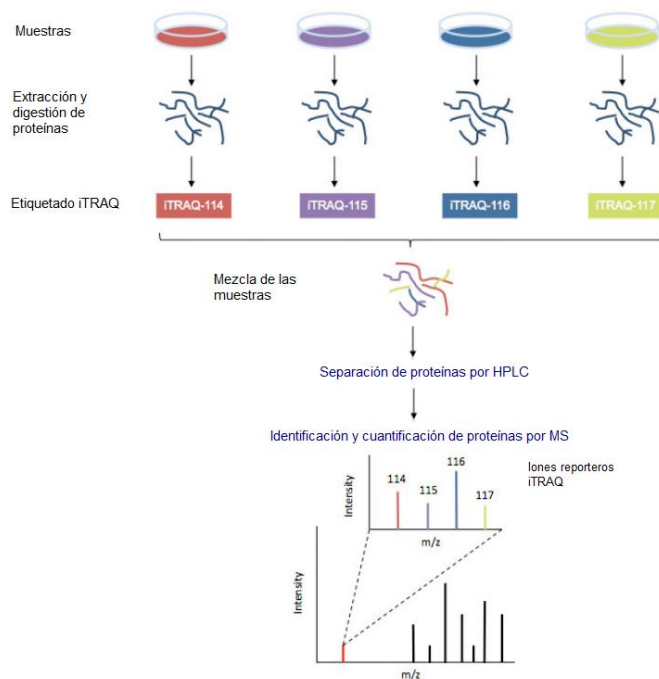 Muestras
Extracción y
digestión de
proteínas
Etiquetado iTRAQ
iTRAQ-114
iTRAQ-115
iTRAQ-116
iTRAQ-117
Mezcla de las
muestras
Separación de proteínas por HPLC
Identificación y cuantificación de proteínas por MS
Iones reporteros
iTRAQ
Intensity
114
115
116
117
m/z
Intensity
m/z